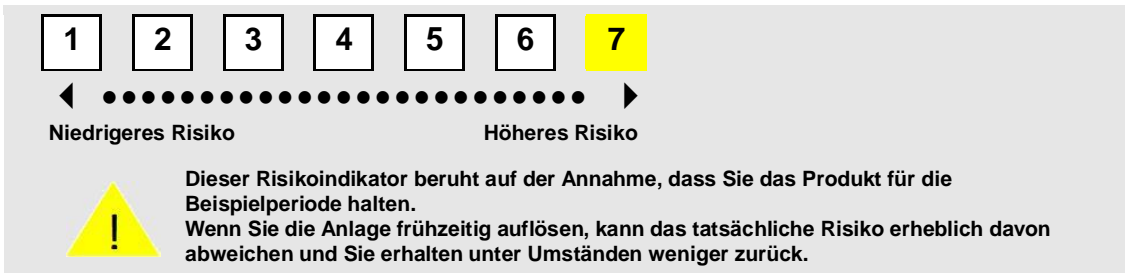 1 2 3 4 5 6 7
Niedrigeres Risiko Höheres Risiko
Dieser Risikoindikator beruht auf der Annahme, dass Sie das Produkt für die
Beispielperiode halten.
Wenn Sie die Anlage frühzeitig auflösen, kann das tatsächliche Risiko erheblich davon
abweichen und Sie erhalten unter Umständen weniger zurück.
!